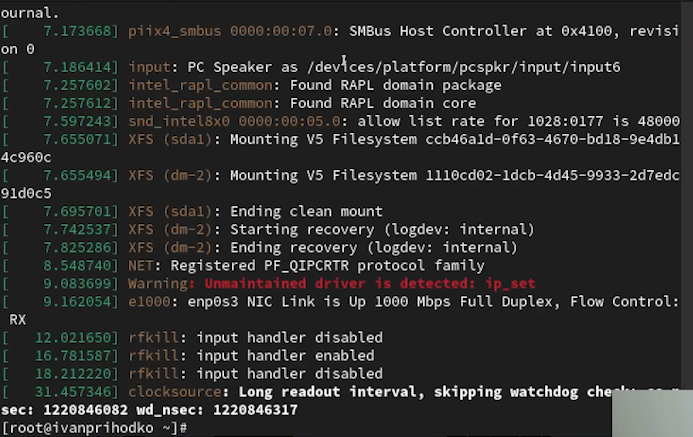 ournal.
[    7.173668] piix4_smbus 0000:00:07.0: SMBus Host Controller at 0x4100, revisi
on 0
[    7.186414] input: PC Speaker as /devices/platform/pcspkr/input/input6
[    7.257602] intel_rapl_common: Found RAPL domain package
[    7.257612] intel_rapl_common: Found RAPL domain core
[    7.597243] snd_intel8x0 0000:00:05.0: allow list rate for 1028:0177 is 48000
[    7.655071] XFS (sda1): Mounting V5 Filesystem ccb46a1d-0f63-4670-bd18-9e4db1
4c960c
[    7.655494] XFS (dm-2): Mounting V5 Filesystem 1110cd02-1dcb-4d45-9933-2d7edc
91d0c5
[    7.695701] XFS (sda1): Ending clean mount
[    7.742537] XFS (dm-2): Starting recovery (logdev: internal)
[    7.825286] XFS (dm-2): Ending recovery (logdev: internal)
[    8.548740] NET: Registered PF_QIPCRTR protocol family
[    9.083699] Warning: Unmaintained driver is detected: ip_set
[    9.162054] e1000: enp0s3 NIC Link is Up 1000 Mbps Full Duplex, Flow Control:
 RX
[   12.021650] rfkill: input handler disabled
[   16.781587] rfkill: input handler enabled
[   18.212220] rfkill: input handler disabled
[   31.457346] clocksource: Long readout interval, skipping watchdog check:
sec: 1220846082 wd_nsec: 1220846317
[root@ivanprihodko ~]#